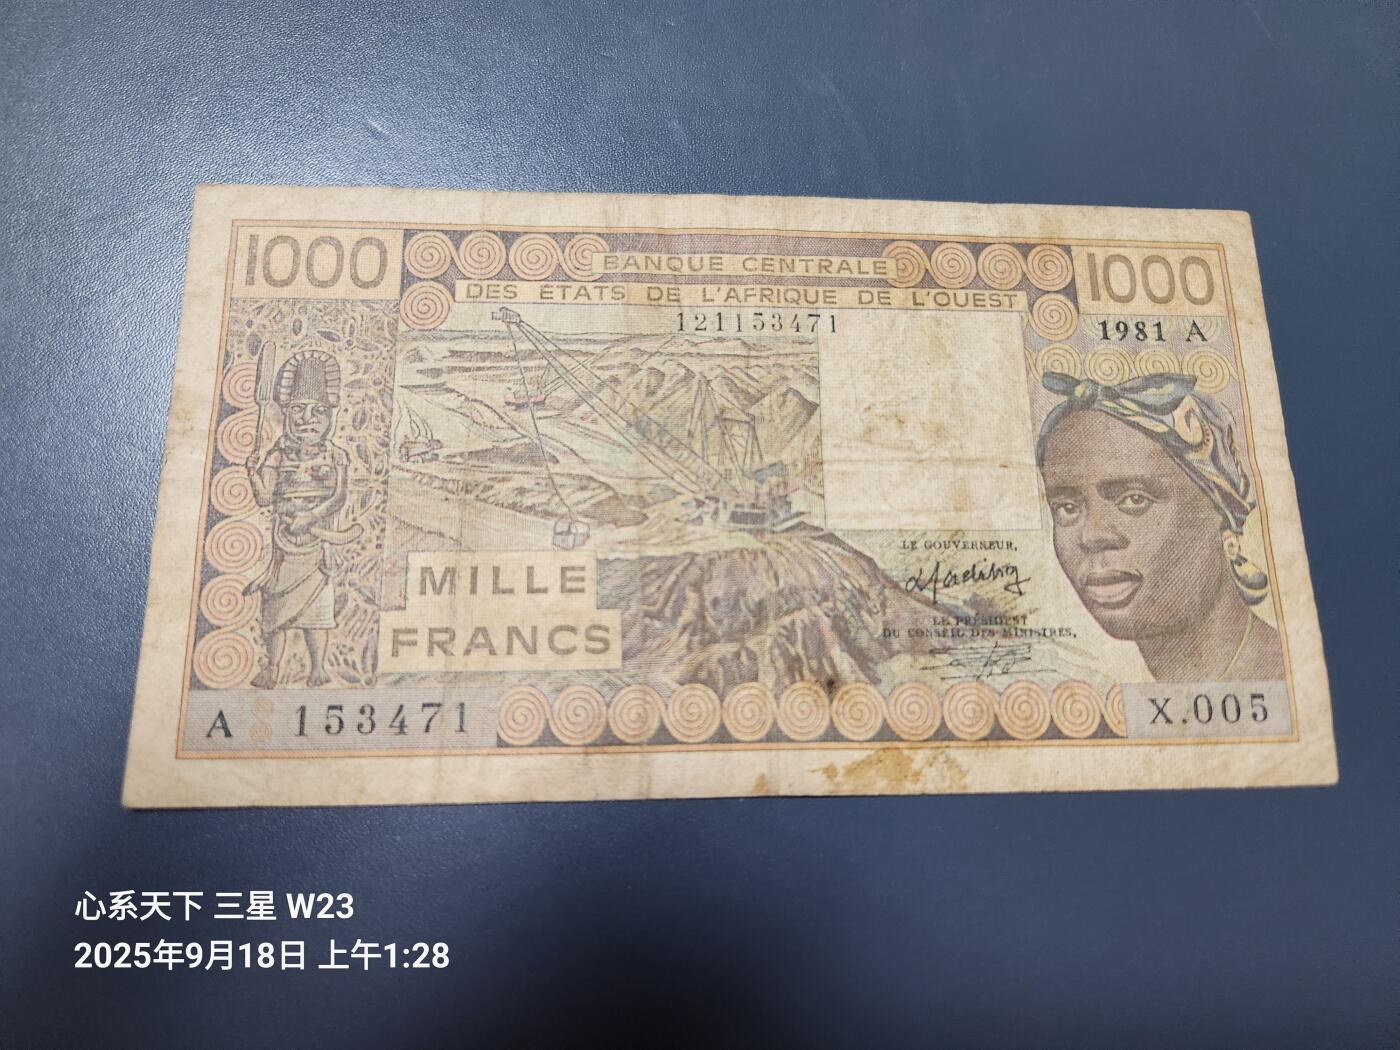 1000
BANQUE CENTRALE
1000
DES ÉTATS DE L'AFRIQUE DE L'OUEST
121153471
1981 A
LE GOUVERNEUR,
MILLE
FRANCS
LE PRÉSIDENT
DU CONSEIL DES MINISTRES,
A 153471
X.005
心系天下 三星 W23
2025年9月18日 上午1:28